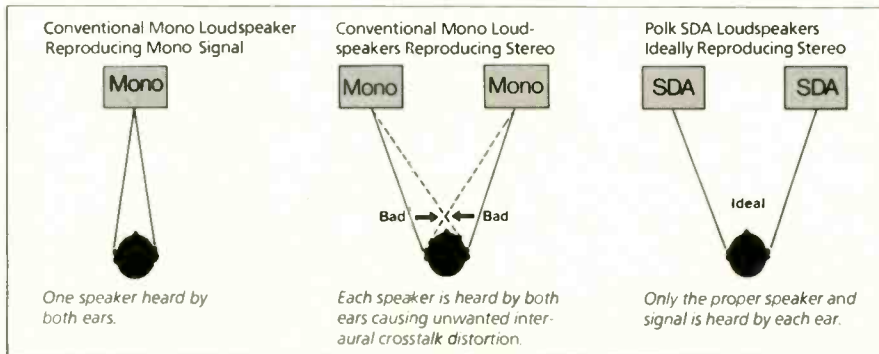 Conventional Mono Loudspeaker
Reproducing Mono Signal
Mono
One speaker heard by
both ears.
Conventional Mono Loud-
speakers Reproducing Stereo
Mono
Mono
Bad
Bad
Each speaker is heard by both
ears causing unwanted inter-
aural crosstalk distortion.
Polk SDA Loudspeakers
Ideally Reproducing Stereo
SDA
SDA
Ideal
Only the proper speaker and
signal is heard by each ear.